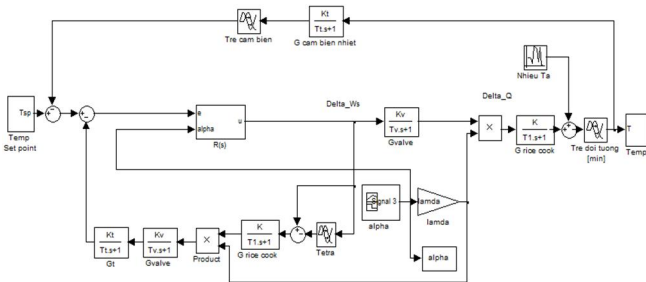 Kt
Tt.s+1
Tre cam bien
G cam bien nhiet
Nhieu Ta
Tsp
Temp
Set point
e
alpha
u
R(s)
Delta_Ws
Kv
Tv.s+1
Gvalve
×
Delta_Q
K
T1.s+1
G rice cook
Tre doi tuong
[min]
T
Temp
Signal 3
alpha
lamda
lamda
alpha
Kt
Tt.s+1
Gt
Kv
Tv.s+1
Gvalve
×
Product
K
T1.s+1
G rice cook
Tetra